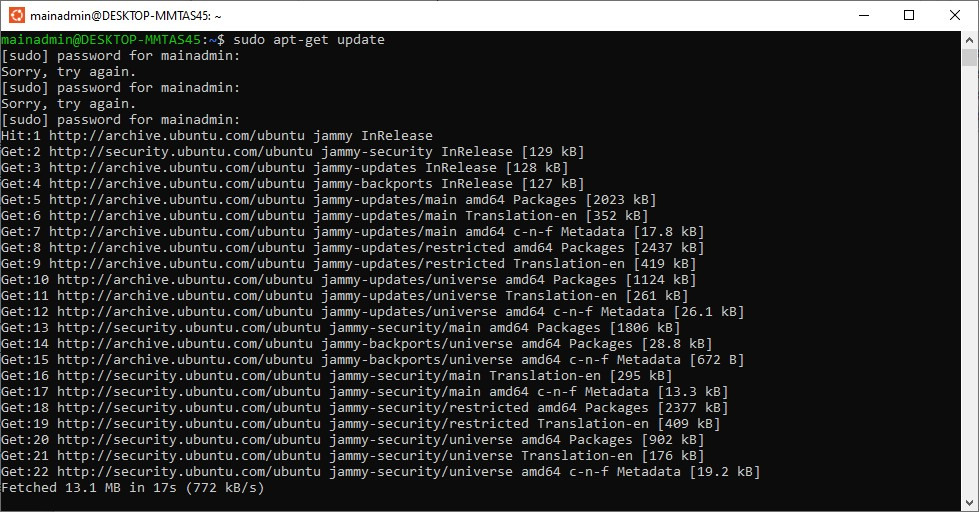 mainadmin@DESKTOP-MMTAS45: ~
mainadmin@DESKTOP-MMTAS45:~$ sudo apt-get update
[sudo] password for mainadmin:
Sorry, try again.
[sudo] password for mainadmin:
Sorry, try again.
[sudo] password for mainadmin:
Hit:1 http://archive.ubuntu.com/ubuntu jammy InRelease
Get:2 http://security.ubuntu.com/ubuntu jammy-security InRelease [129 kB]
Get:3 http://archive.ubuntu.com/ubuntu jammy-updates InRelease [128 kB]
Get:4 http://archive.ubuntu.com/ubuntu jammy-backports InRelease [127 kB]
Get:5 http://archive.ubuntu.com/ubuntu jammy-updates/main amd64 Packages [2023 kB]
Get:6 http://archive.ubuntu.com/ubuntu jammy-updates/main Translation-en [352 kB]
Get:7 http://archive.ubuntu.com/ubuntu jammy-updates/main amd64 c-n-f Metadata [17.8 kB]
Get:8 http://archive.ubuntu.com/ubuntu jammy-updates/restricted amd64 Packages [2437 kB]
Get:9 http://archive.ubuntu.com/ubuntu jammy-updates/restricted Translation-en [419 kB]
Get:10 http://archive.ubuntu.com/ubuntu jammy-updates/universe amd64 Packages [1124 kB]
Get:11 http://archive.ubuntu.com/ubuntu jammy-updates/universe Translation-en [261 kB]
Get:12 http://archive.ubuntu.com/ubuntu jammy-updates/universe amd64 c-n-f Metadata [26.1 kB]
Get:13 http://security.ubuntu.com/ubuntu jammy-security/main amd64 Packages [1806 kB]
Get:14 http://archive.ubuntu.com/ubuntu jammy-backports/universe amd64 Packages [28.8 kB]
Get:15 http://archive.ubuntu.com/ubuntu jammy-backports/universe amd64 c-n-f Metadata [672 B]
Get:16 http://security.ubuntu.com/ubuntu jammy-security/main Translation-en [295 kB]
Get:17 http://security.ubuntu.com/ubuntu jammy-security/main amd64 c-n-f Metadata [13.3 kB]
Get:18 http://security.ubuntu.com/ubuntu jammy-security/restricted amd64 Packages [2377 kB]
Get:19 http://security.ubuntu.com/ubuntu jammy-security/restricted Translation-en [409 kB]
Get:20 http://security.ubuntu.com/ubuntu jammy-security/universe amd64 Packages [902 kB]
Get:21 http://security.ubuntu.com/ubuntu jammy-security/universe Translation-en [176 kB]
Get:22 http://security.ubuntu.com/ubuntu jammy-security/universe amd64 c-n-f Metadata [19.2 kB]
Fetched 13.1 MB in 17s (772 kB/s)